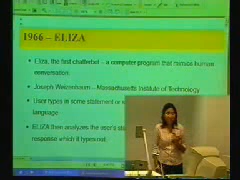 1966 – ELIZA
• Eliza, the first chatterbot – a computer program that mimics human
conversation.
• Joseph Weizenbaum – Massachusetts Institute of Technology
• User types in some statement or
language
• ELIZA then analyzes the user's
response which it types out.